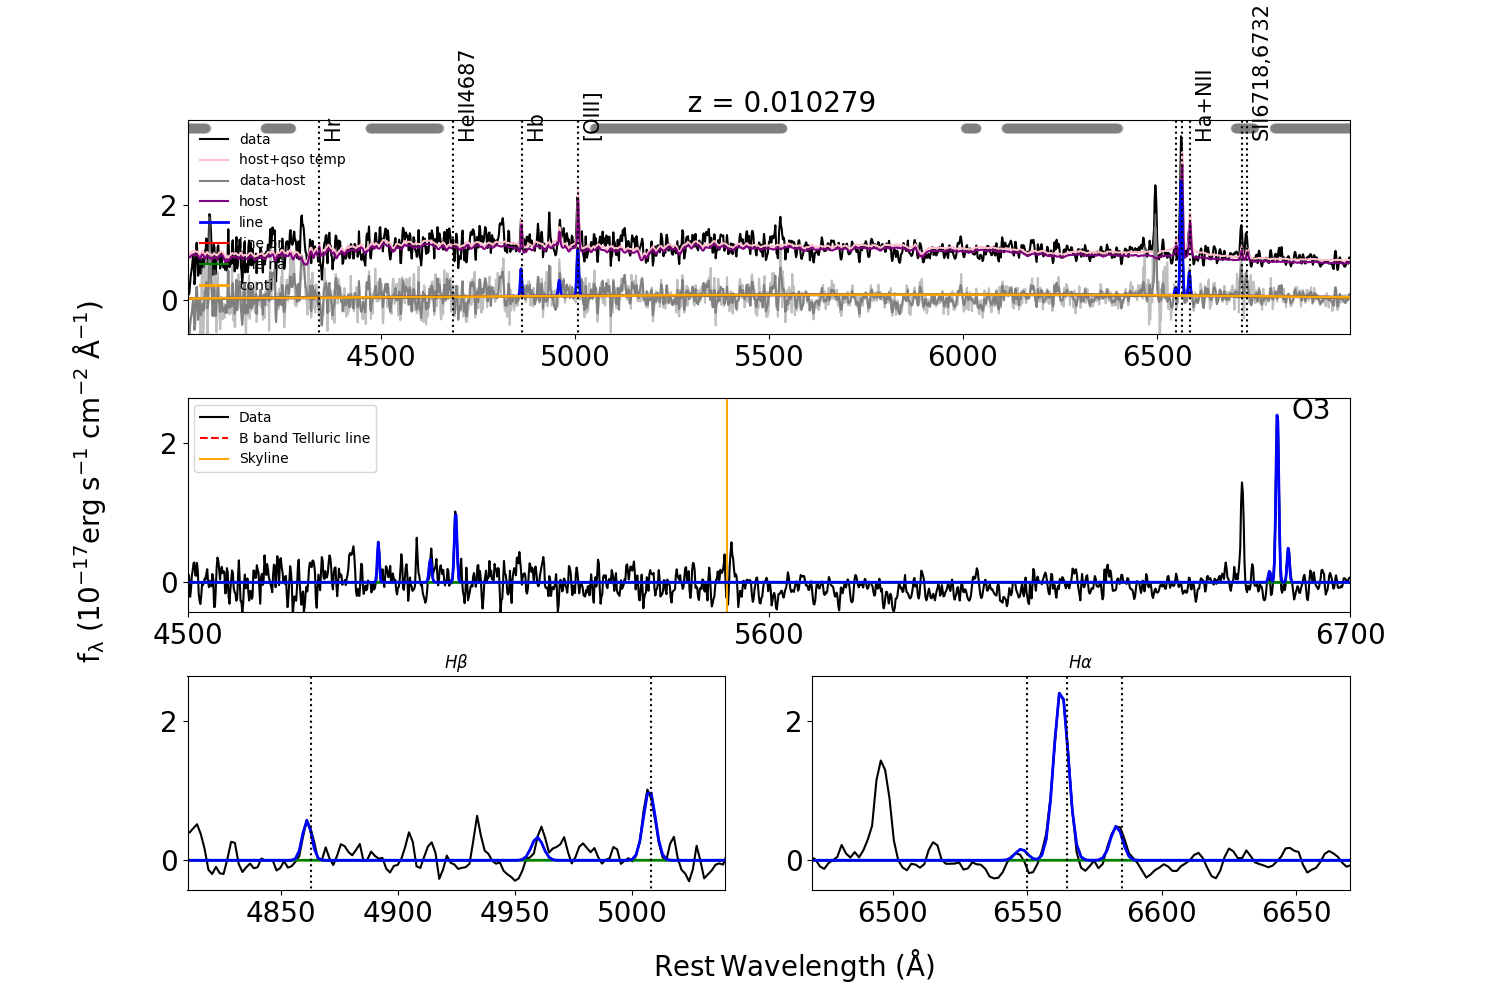 z = 0.010279
Hr
HeII4687
Hb
[OIII]
Ha+NII
SII6718,6732
data
host+qso temp
data-host
host
line
line br
conti
2
0
4500
5000
5500
6000
6500
fλ (10⁻¹⁷erg s⁻¹ cm⁻² Å⁻¹)
Data
B band Telluric line
Skyline
O3
2
0
4500
5600
6700
Hβ
2
0
4850
4900
4950
5000
Hα
2
0
6500
6550
6600
6650
Rest Wavelength (Å)